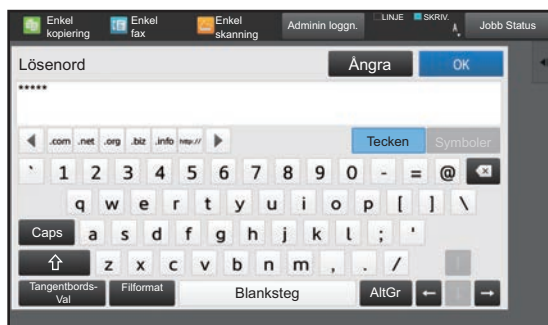 Enkel kopiering
Enkel fax
Enkel skanning
Adminin loggn.
LINJE
SKRIV.
Jobb Status
Lösenord
Ångra
OK
*****
.com .net .org .biz .info http://
Tecken
Symboler
` 1 2 3 4 5 6 7 8 9 0 - = @
q w e r t y u i o p [ ] \
Caps a s d f g h j k l ; '
z x c v b n m , . /
Tangentbords-Val
Filformat
Blanksteg
AltGr